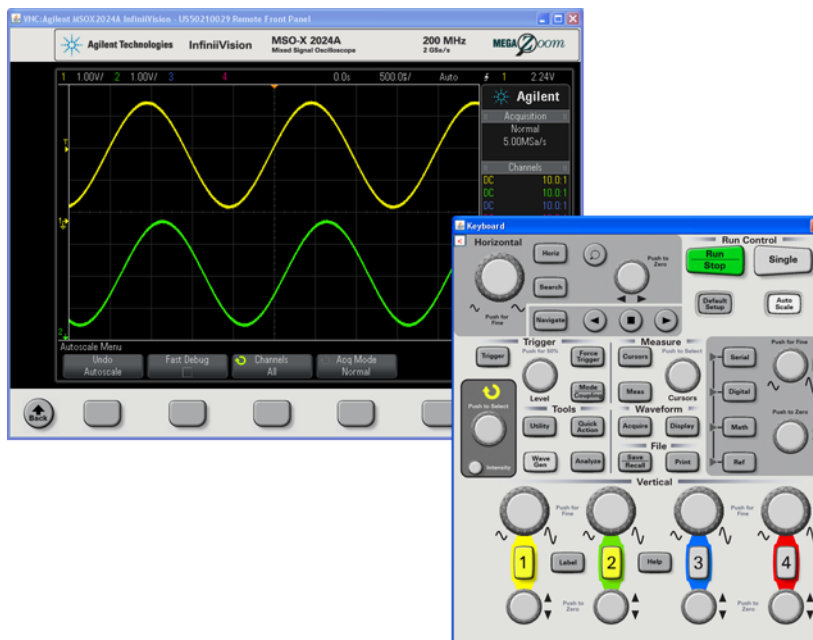 VNC:Agilent MSOX2024A InfiniiVision - US50210029 Remote Front Panel
Agilent Technologies InfiniiVision MSO-X 2024A Mixed Signal Oscilloscope 200 MHz 2 GSa/s MEGA Zoom
1 1.00V/ 2 1.00V/ 3 4 0.0s 500.0%/ Auto 1 2.24V
Agilent
Acquisition
Normal
5.00MSa/s
Channels
DC 10.0:1
DC 10.0:1
DC 10.0:1
T
1
2
Autoscale Menu
Undo Autoscale
Fast Debug
Channels All
Acq Mode Normal
Back
Keyboard
Horizontal
Push for Fine
Horiz
Search
Navigate
Push to Zero
Run Control
Run Stop
Single
Default Setup
Auto Scale
Trigger
Push for 50%
Trigger
Level
Force Trigger
Mode Coupling
Measure
Push to Select
Cursors
Meas
Cursors
Push for Fine
Serial
Digital
Push to Zero
Math
Ref
Push to Select
Intensity
Tools
Utility
Quick Action
Wave Gen
Analyze
Waveform
Acquire
Display
File
Save Recall
Print
Vertical
Push for Fine
Push for Fine
1
Label
2
Help
3
4
Push to Zero
Push to Zero